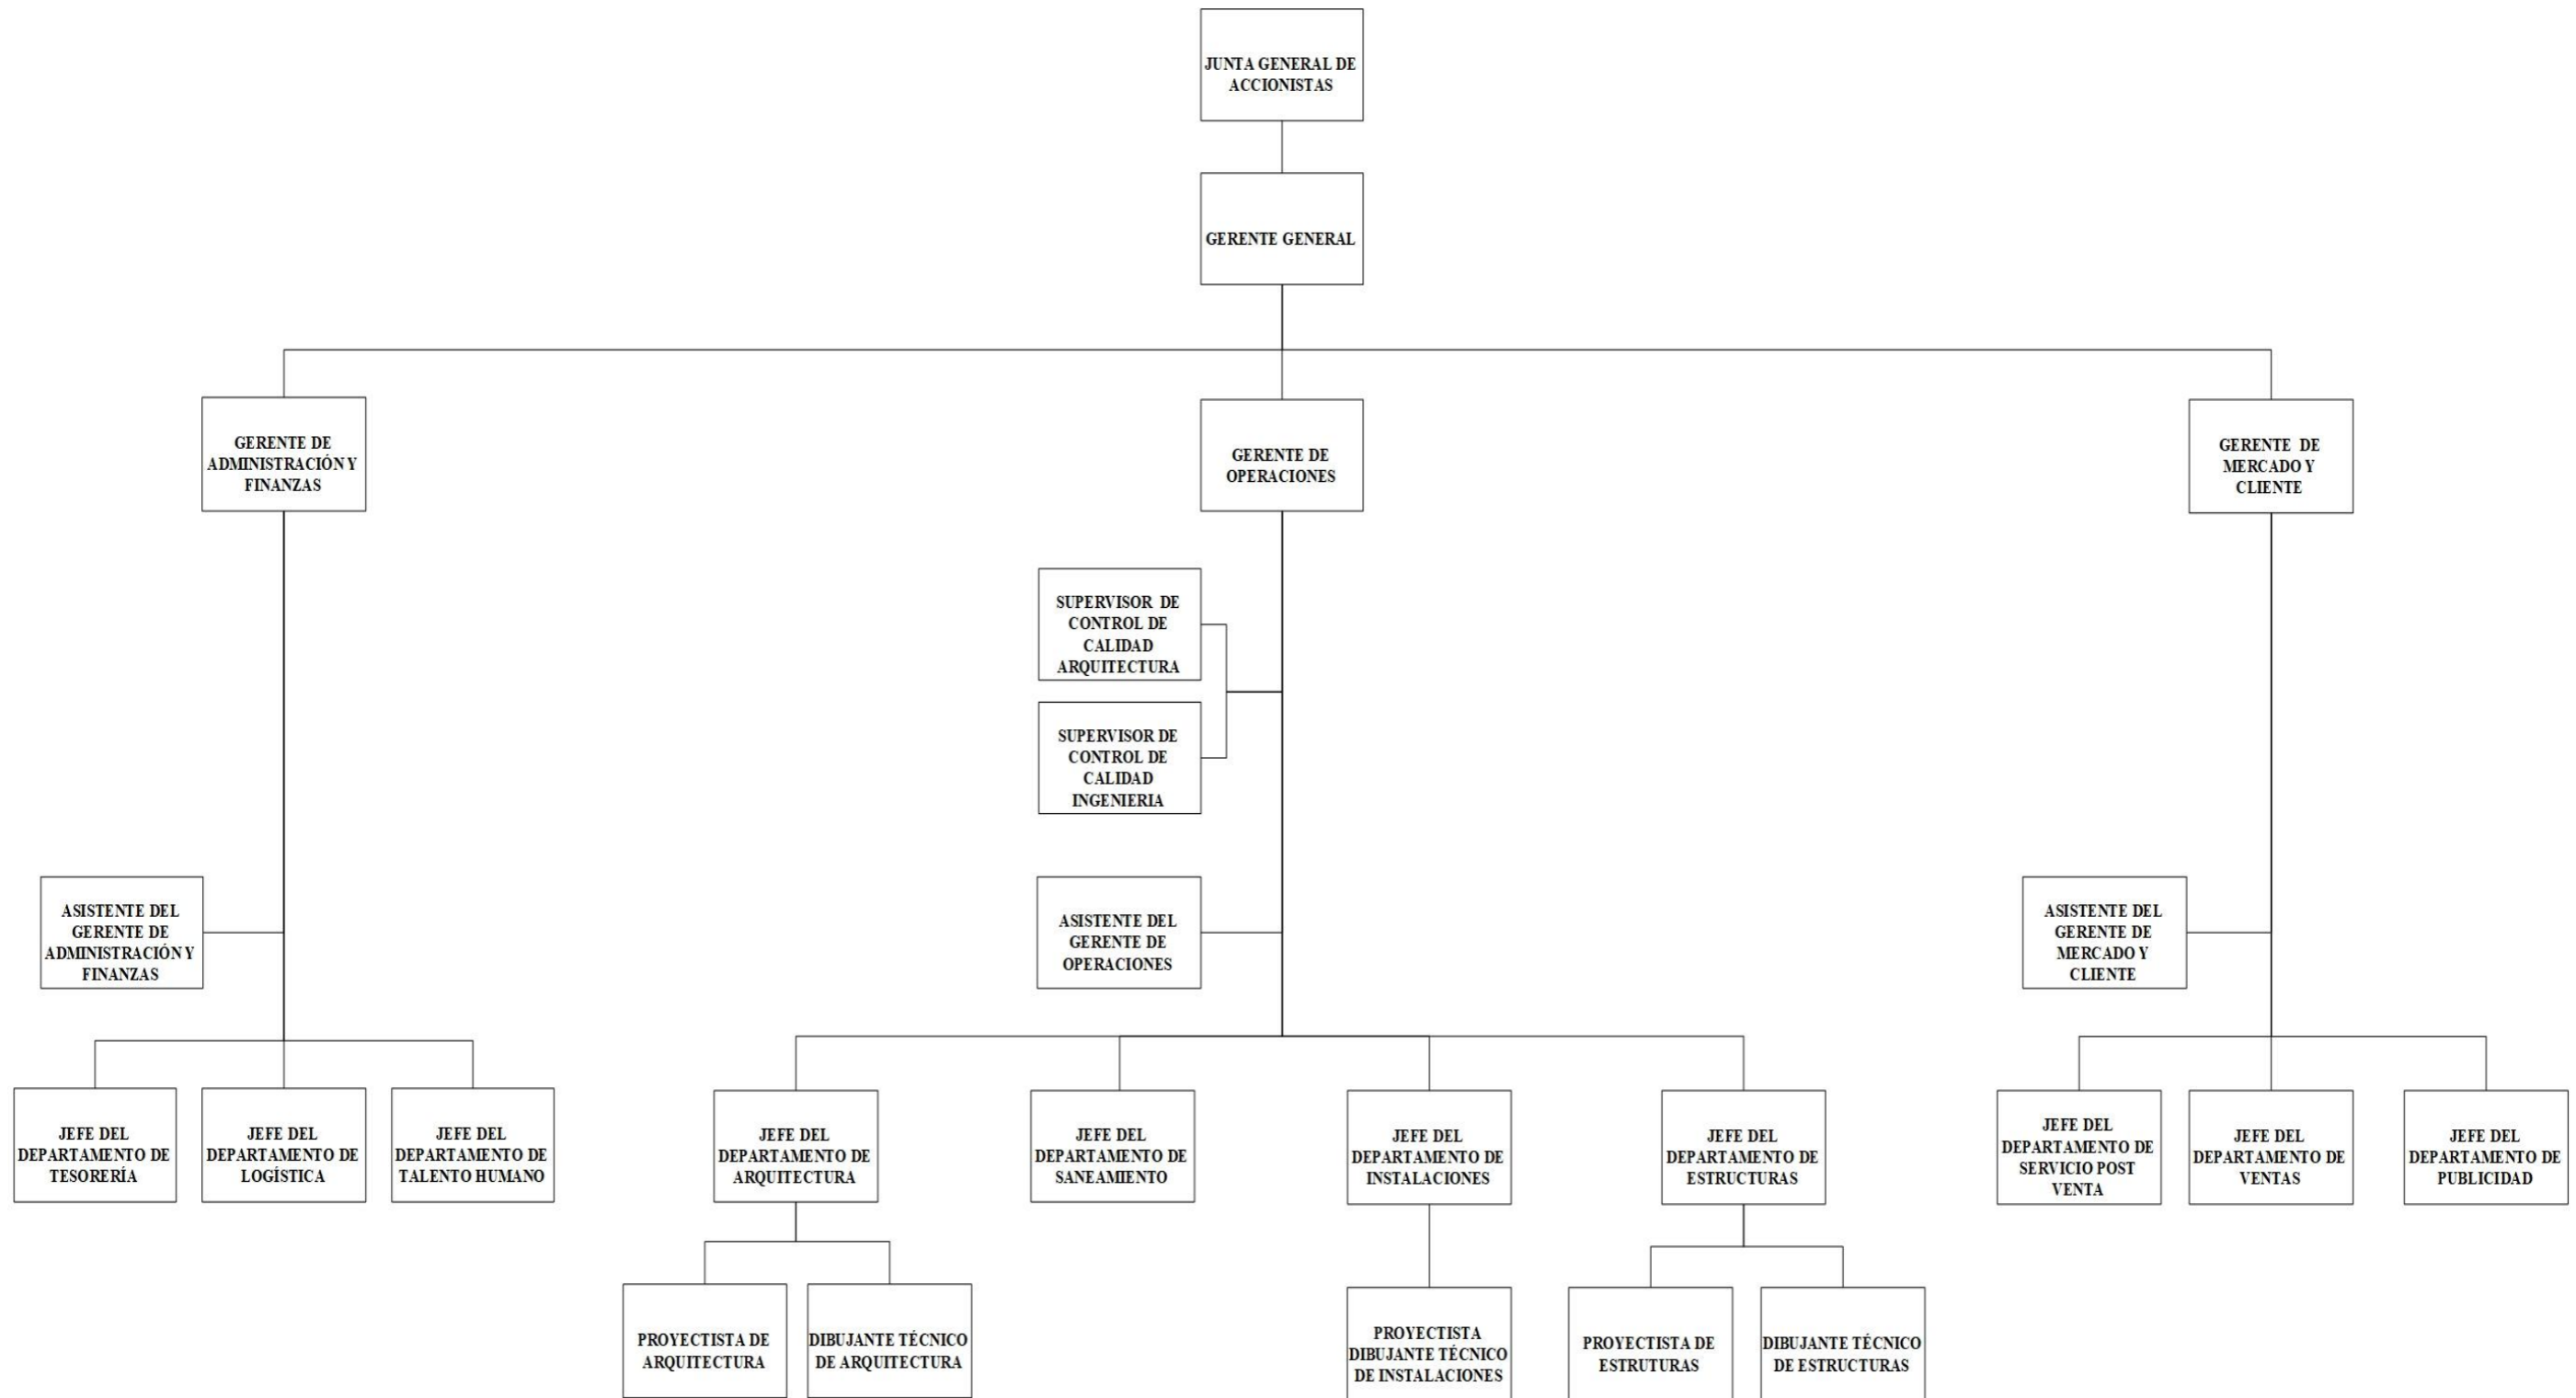 JUNTA GENERAL DE
ACCIONISTAS
GERENTE GENERAL
GERENTE DE
ADMINISTRACIÓN Y
FINANZAS
GERENTE DE
OPERACIONES
GERENTE DE
MERCADO Y
CLIENTE
SUPERVISOR DE
CONTROL DE
CALIDAD
ARQUITECTURA
SUPERVISOR DE
CONTROL DE
CALIDAD
INGENIERIA
ASISTENTE DEL
GERENTE DE
ADMINISTRACIÓN Y
FINANZAS
ASISTENTE DEL
GERENTE DE
OPERACIONES
ASISTENTE DEL
GERENTE DE
MERCADO Y
CLIENTE
JEFE DEL
DEPARTAMENTO DE
TESORERÍA
JEFE DEL
DEPARTAMENTO DE
LOGÍSTICA
JEFE DEL
DEPARTAMENTO DE
TALENTO HUMANO
JEFE DEL
DEPARTAMENTO DE
ARQUITECTURA
JEFE DEL
DEPARTAMENTO DE
SANEAMIENTO
JEFE DEL
DEPARTAMENTO DE
INSTALACIONES
JEFE DEL
DEPARTAMENTO DE
ESTRUCTURAS
JEFE DEL
DEPARTAMENTO DE
SERVICIO POST
VENTA
JEFE DEL
DEPARTAMENTO DE
VENTAS
JEFE DEL
DEPARTAMENTO DE
PUBLICIDAD
PROYECTISTA DE
ARQUITECTURA
DIBUJANTE TÉCNICO
DE ARQUITECTURA
PROYECTISTA
DIBUJANTE TÉCNICO
DE INSTALACIONES
PROYECTISTA DE
ESTRUTURAS
DIBUJANTE TÉCNICO
DE ESTRUCTURAS